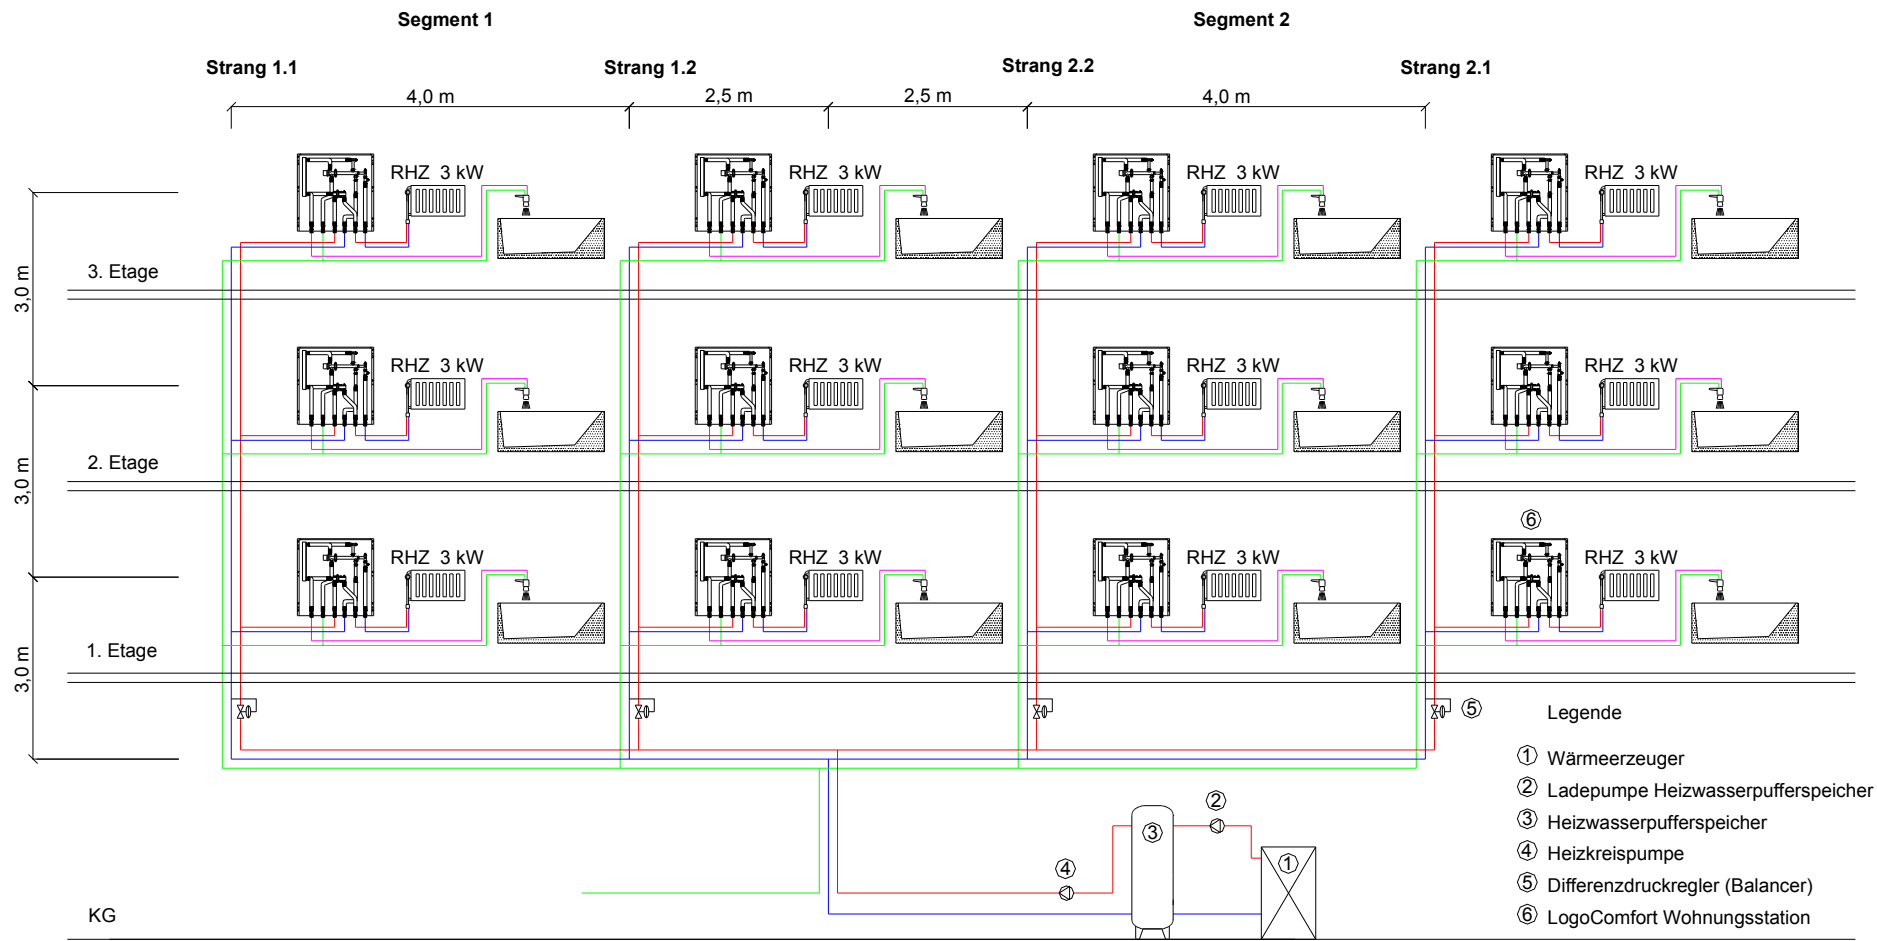 Segment 1
Segment 2
Strang 1.1
Strang 1.2
Strang 2.2
Strang 2.1
4,0 m
2,5 m
2,5 m
4,0 m
RHZ 3 kW
RHZ 3 kW
RHZ 3 kW
RHZ 3 kW
3,0 m
3. Etage
RHZ 3 kW
RHZ 3 kW
RHZ 3 kW
RHZ 3 kW
3,0 m
2. Etage
6
RHZ 3 kW
RHZ 3 kW
RHZ 3 kW
RHZ 3 kW
3,0 m
1. Etage
5
Legende
1 Wärmeerzeuger
2 Ladepumpe Heizwasserpufferspeicher
3 Heizwasserpufferspeicher
4 Heizkreispumpe
5 Differenzdruckregler (Balancer)
6 LogoComfort Wohnungsstation
2
3
1
4
KG